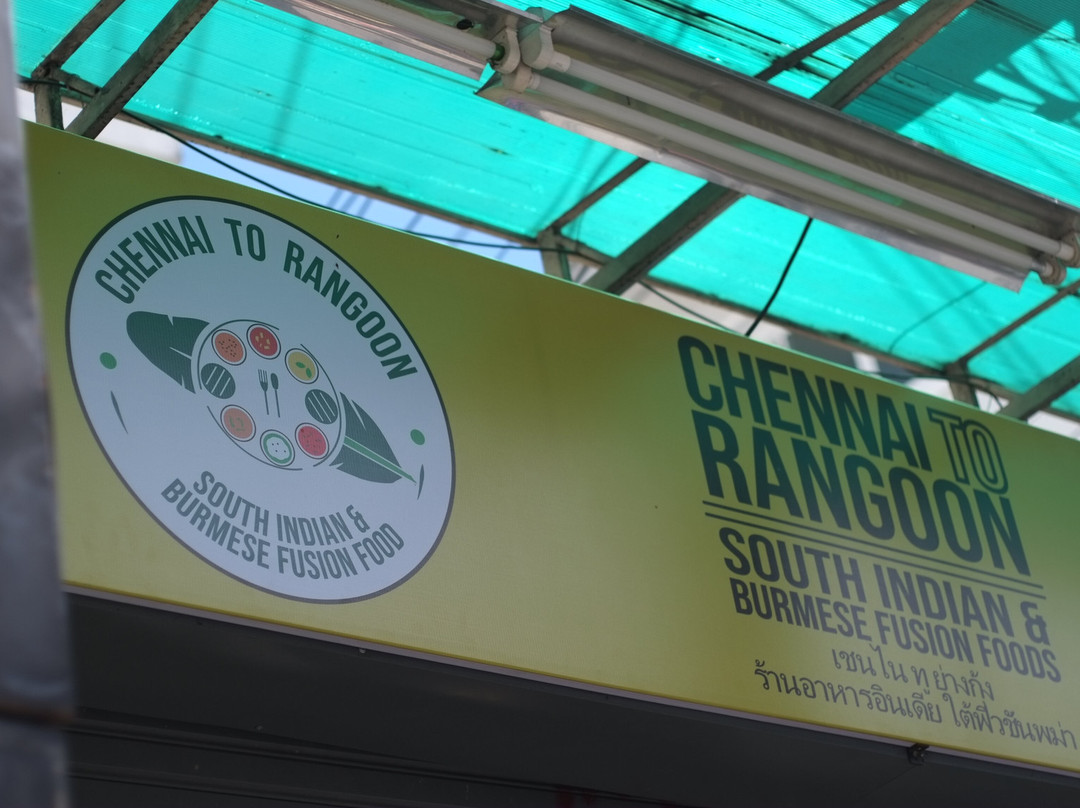 CHENNAI TO RANGOON
SOUTH INDIAN &
BURMESE FUSION FOOD
CHENNAI TO
RANGOON
SOUTH INDIAN &
BURMESE FUSION FOODS
เชนไน ทู ย่างกุ้ง
ร้านอาหารอินเดีย ใต้ฟิวชันพม่า